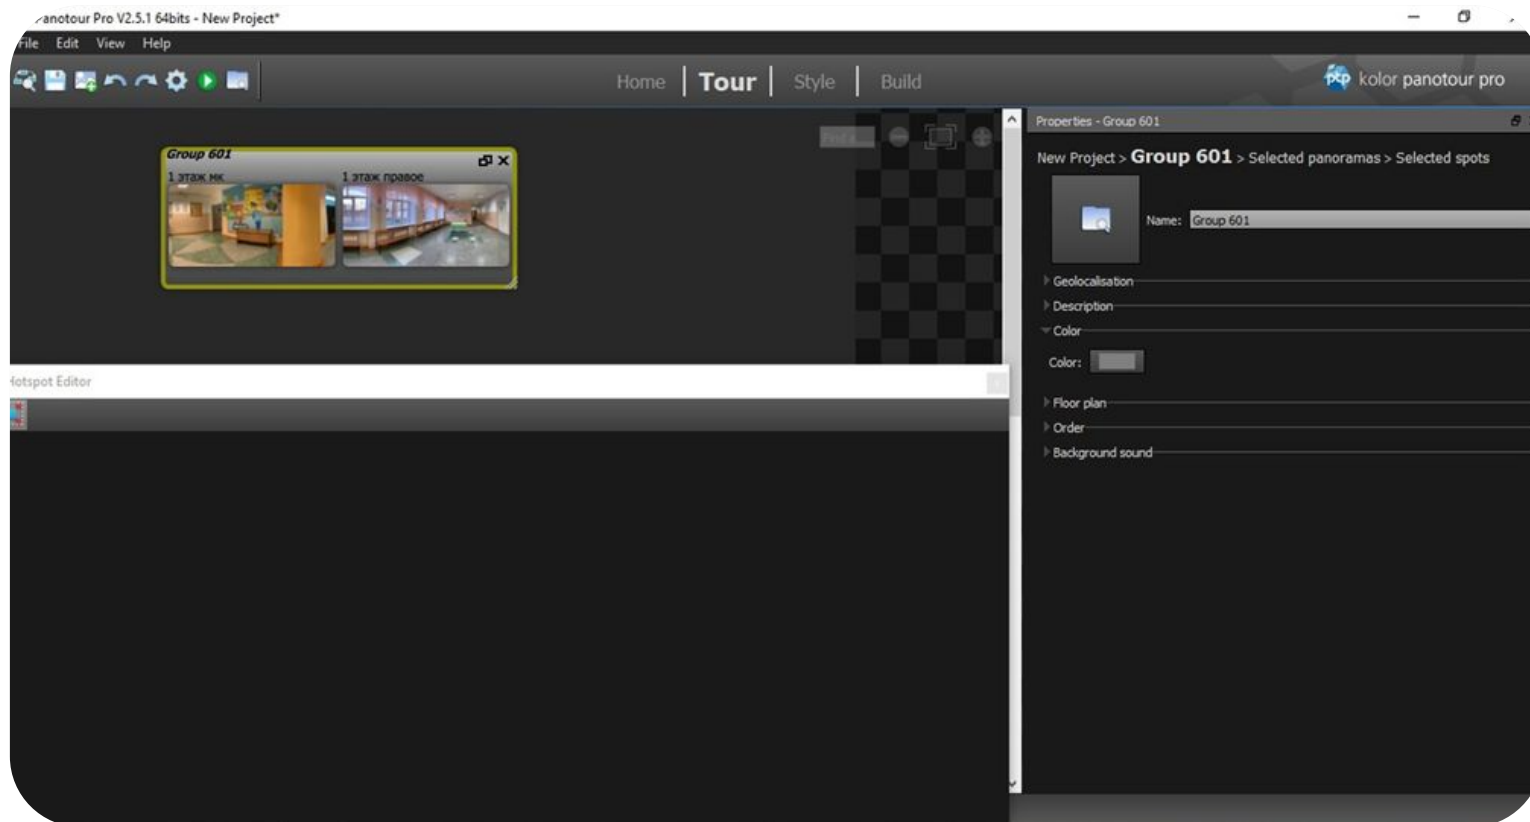 Panotour Pro V2.5.1 64bits - New Project*
File Edit View Help
Home Tour Style Build
kolor panotour pro
Group 601
1 этаж мк 1 этаж правое
Properties - Group 601
New Project > Group 601 > Selected panoramas > Selected spots
Name: Group 601
Geolocalisation
Description
Color
Color:
Floor plan
Order
Background sound
Hotspot Editor